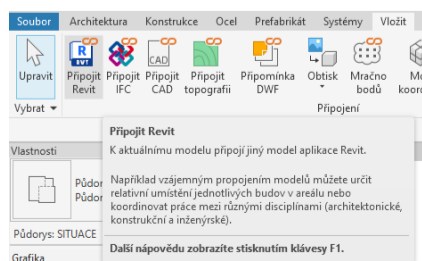 Soubor Architektura Konstrukce Ocel Prefabrikát Systémy Vložit
R
RVT
IFC
CAD
Upravit Připojit Připojit Připojit Připojit Připomínka Obtisk Mračno
Revit IFC CAD topografii DWF bodů
Vybrat Připojení
Připojit Revit
Vlastnosti
K aktuálnímu modelu připojí jiný model aplikace Revit.
Například vzájemným propojením modelů můžete určit
relativní umístění jednotlivých budov v areálu nebo
koordinovat práce mezi různými disciplínami (architektonické,
konstrukční a inženýrské).
Půdorys: SITUACE
Další nápovědu zobrazíte stisknutím klávesy F1.
Grafika